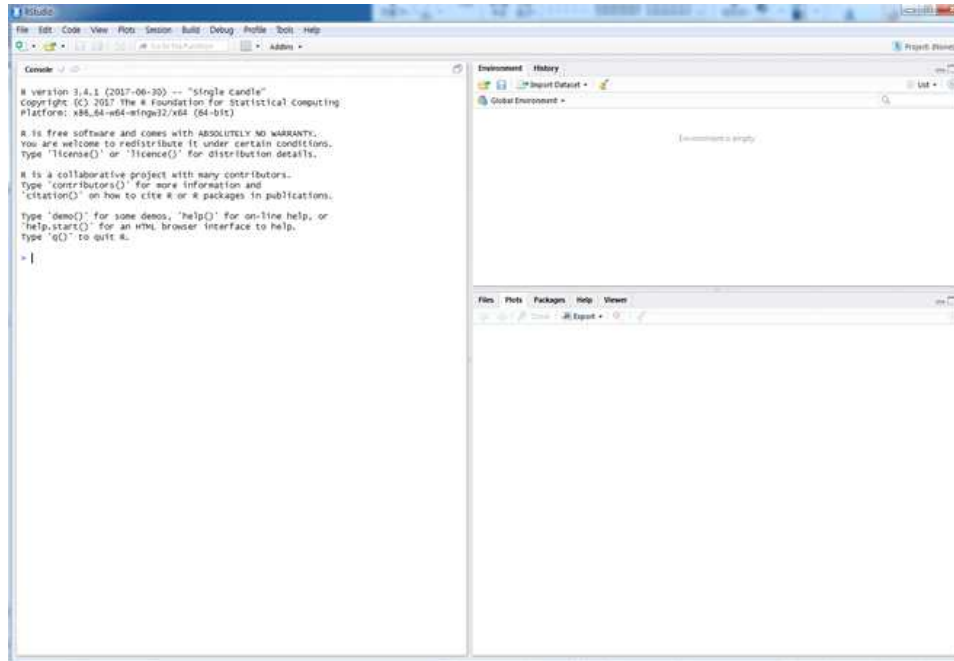 RStudio
File Edit Code View Plots Session Build Debug Profile Tools Help
Addins
Project: (None)
Console
R version 3.4.1 (2017-06-30) -- "Single Candle"
Copyright (C) 2017 The R Foundation for Statistical Computing
Platform: x86_64-w64-mingw32/x64 (64-bit)
R is free software and comes with ABSOLUTELY NO WARRANTY.
You are welcome to redistribute it under certain conditions.
Type 'license()' or 'licence()' for distribution details.
R is a collaborative project with many contributors.
Type 'contributors()' for more information and
'citation()' on how to cite R or R packages in publications.
Type 'demo()' for some demos, 'help()' for on-line help, or
'help.start()' for an HTML browser interface to help.
Type 'q()' to quit R.
>
Environment History
Import Dataset List
Global Environment
Environment is empty
Files Plots Packages Help Viewer
Zoom Export